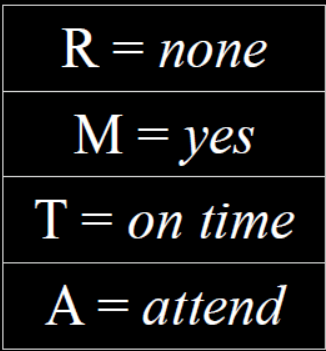 R = none
M = yes
T = on time
A = attend